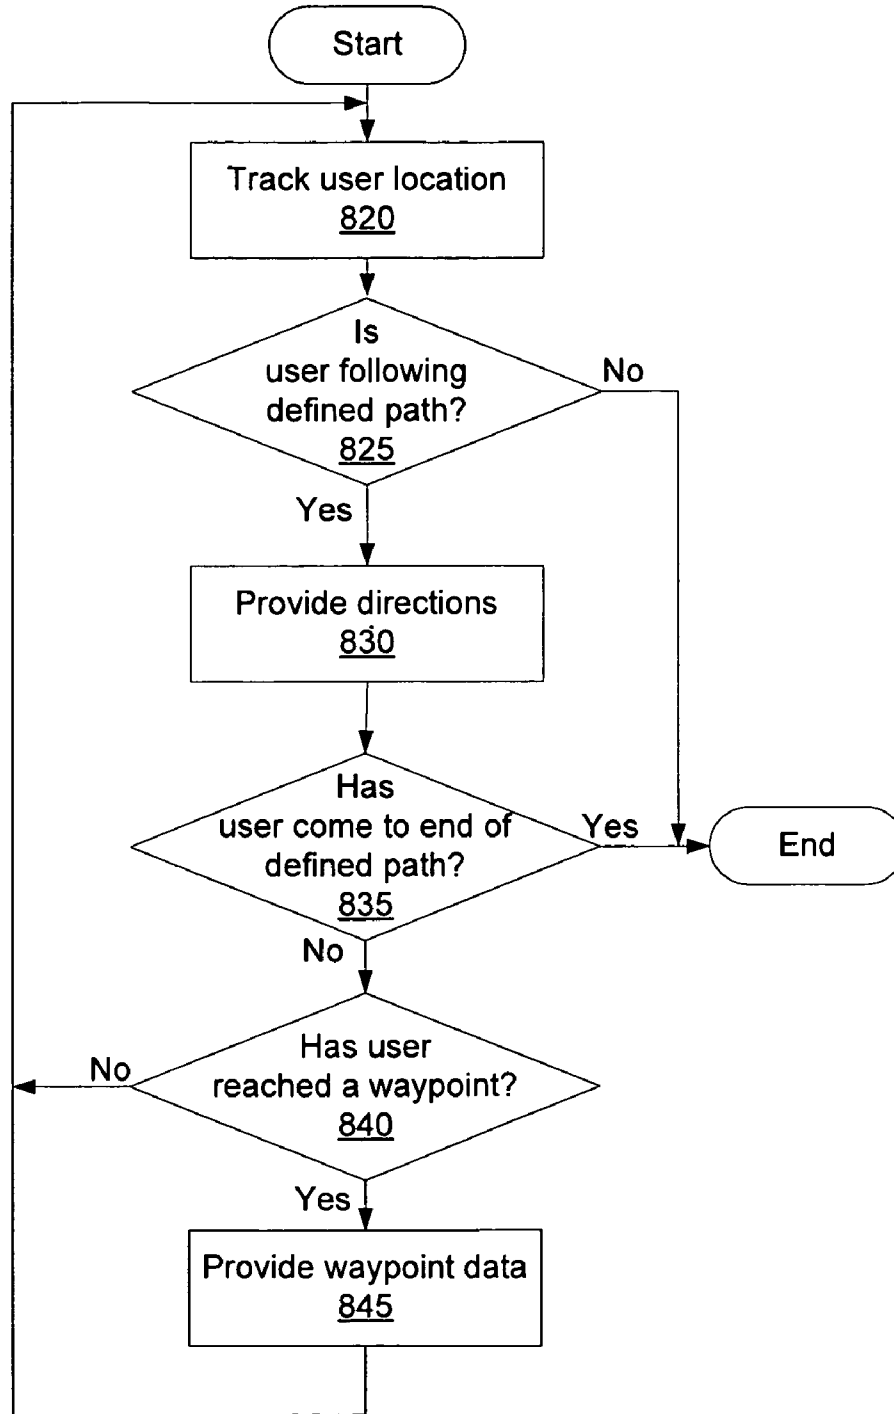 Start
Track user location
820
Is
user following
defined path?
825
No
Yes
Provide directions
830
Has
user come to end of
defined path?
835
Yes
End
No
Has user
reached a waypoint?
840
No
Yes
Provide waypoint data
845